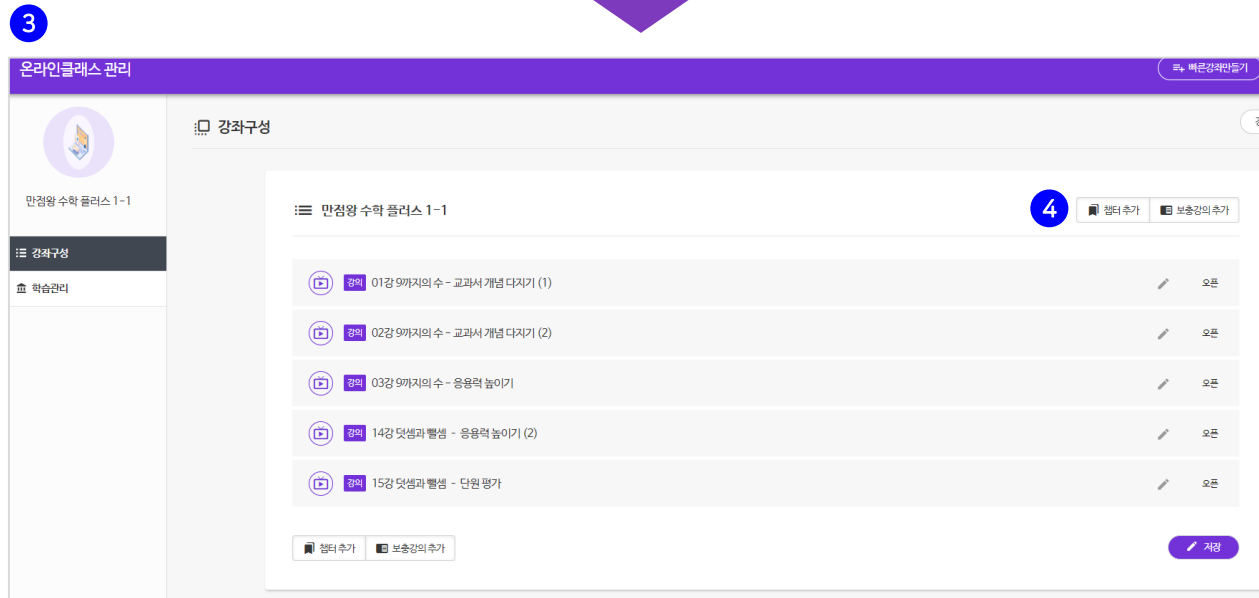 3
온라인클래스 관리
빠른강좌만들기
강좌구성
만점왕 수학 플러스 1-1
만점왕 수학 플러스 1-1
4
챕터 추가
보충강의 추가
강좌구성
학습관리
강의 01강 9까지의 수 - 교과서 개념 다지기 (1) 오픈
강의 02강 9까지의 수 - 교과서 개념 다지기 (2) 오픈
강의 03강 9까지의 수 - 응용력 높이기 오픈
강의 14강 덧셈과 뺄셈 - 응용력 높이기 (2) 오픈
강의 15강 덧셈과 뺄셈 - 단원 평가 오픈
챕터 추가
보충강의 추가
저장